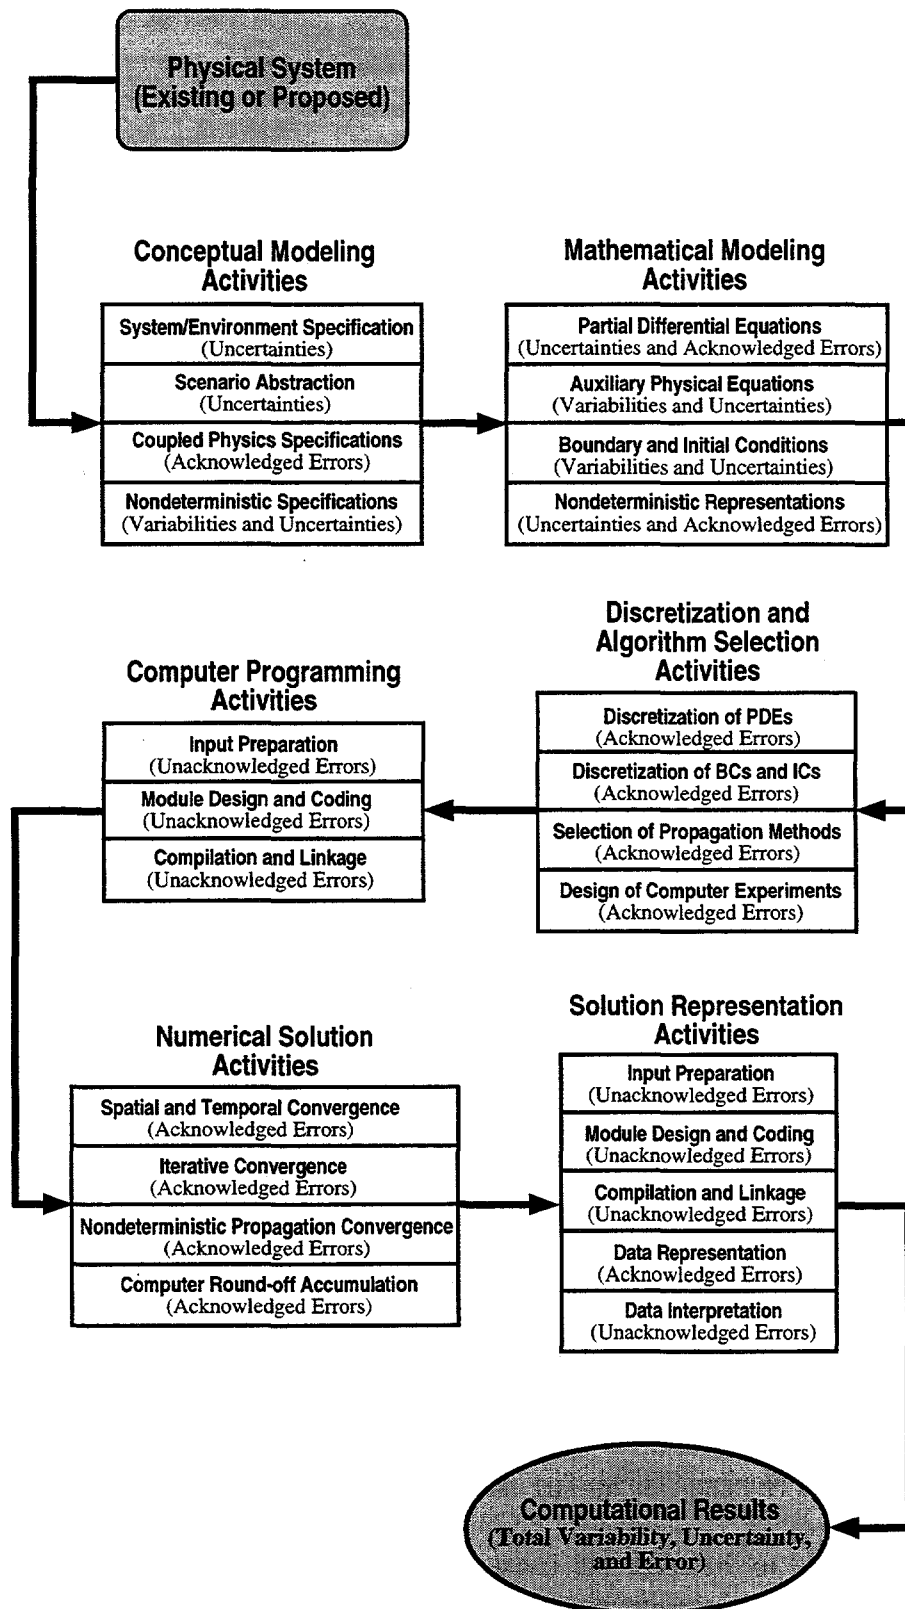 Physical System
(Existing or Proposed)
Conceptual Modeling
Activities
System/Environment Specification
(Uncertainties)
Scenario Abstraction
(Uncertainties)
Coupled Physics Specifications
(Acknowledged Errors)
Nondeterministic Specifications
(Variabilities and Uncertainties)
Mathematical Modeling
Activities
Partial Differential Equations
(Uncertainties and Acknowledged Errors)
Auxiliary Physical Equations
(Variabilities and Uncertainties)
Boundary and Initial Conditions
(Variabilities and Uncertainties)
Nondeterministic Representations
(Uncertainties and Acknowledged Errors)
Discretization and
Algorithm Selection
Activities
Discretization of PDEs
(Acknowledged Errors)
Discretization of BCs and ICs
(Acknowledged Errors)
Selection of Propagation Methods
(Acknowledged Errors)
Design of Computer Experiments
(Acknowledged Errors)
Computer Programming
Activities
Input Preparation
(Unacknowledged Errors)
Module Design and Coding
(Unacknowledged Errors)
Compilation and Linkage
(Unacknowledged Errors)
Numerical Solution
Activities
Spatial and Temporal Convergence
(Acknowledged Errors)
Iterative Convergence
(Acknowledged Errors)
Nondeterministic Propagation Convergence
(Acknowledged Errors)
Computer Round-off Accumulation
(Acknowledged Errors)
Solution Representation
Activities
Input Preparation
(Unacknowledged Errors)
Module Design and Coding
(Unacknowledged Errors)
Compilation and Linkage
(Unacknowledged Errors)
Data Representation
(Acknowledged Errors)
Data Interpretation
(Unacknowledged Errors)
Computational Results
(Total Variability, Uncertainty,
and Error)